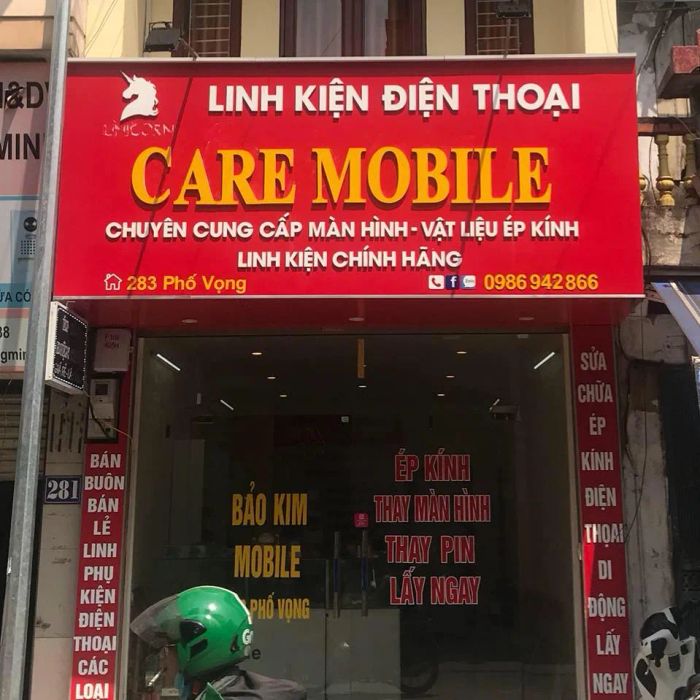 LINH KIỆN ĐIỆN THOẠI
UNICORN
CARE MOBILE
CHUYÊN CUNG CẤP MÀN HÌNH - VẬT LIỆU ÉP KÍNH
LINH KIỆN CHÍNH HÃNG
283 Phố Vọng
0986 942 866
281
BÁN
BUÔN
BÁN
LẺ
LINH
PHỤ
KIỆN
ĐIỆN
THOẠI
CÁC
LOẠI
BẢO KIM
MOBILE
PHỐ VỌNG
ÉP KÍNH
THAY MÀN HÌNH
THAY PIN
LẤY NGAY
SỬA
CHỮA
ÉP
KÍNH
ĐIỆN
THOẠI
DI
ĐỘNG
LẤY
NGAY